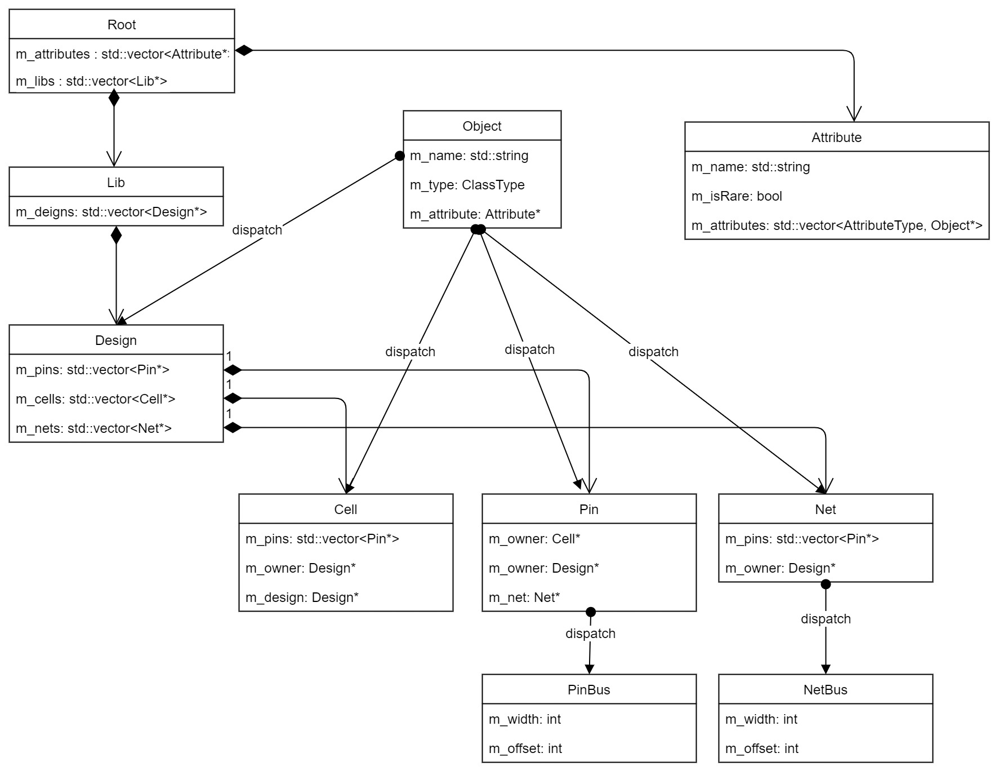 Root
m_attributes : std::vector<Attribute*
m_libs : std::vector<Lib*>
Object
m_name: std::string
m_type: ClassType
m_attribute: Attribute*
Attribute
m_name: std::string
m_isRare: bool
m_attributes: std::vector<AttributeType, Object*>
Lib
m_deigns: std::vector<Design*>
dispatch
Design
m_pins: std::vector<Pin*>
m_cells: std::vector<Cell*>
m_nets: std::vector<Net*>
1
1
1
dispatch
dispatch
dispatch
Cell
m_pins: std::vector<Pin*>
m_owner: Design*
m_design: Design*
Pin
m_owner: Cell*
m_owner: Design*
m_net: Net*
Net
m_pins: std::vector<Pin*>
m_owner: Design*
dispatch
dispatch
PinBus
m_width: int
m_offset: int
NetBus
m_width: int
m_offset: int